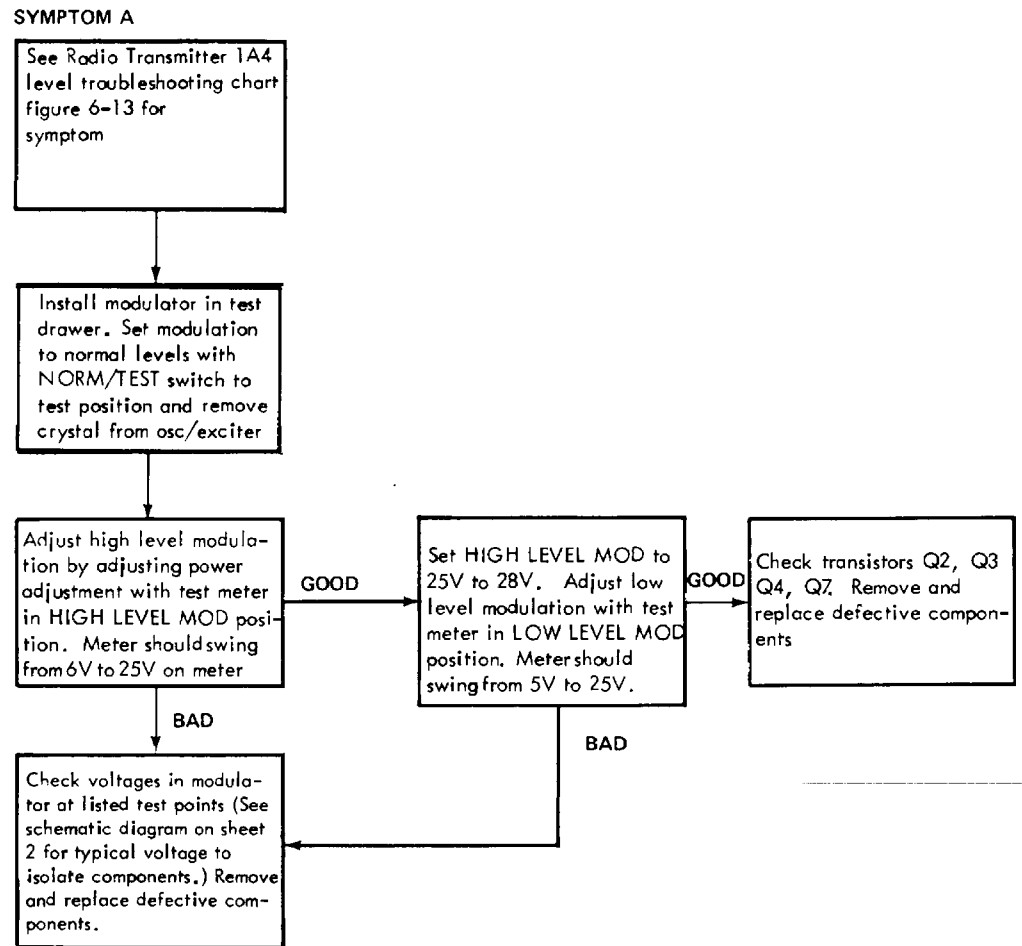 SYMPTOM A
See Radio Transmitter 1A4
level troubleshooting chart
figure 6-13 for
symptom
Install modulator in test
drawer. Set modulation
to normal levels with
NORM/TEST switch to
test position and remove
crystal from osc/exciter
Adjust high level modula-
tion by adjusting power
adjustment with test meter
in HIGH LEVEL MOD posi-
tion. Meter should swing
from 6V to 25V on meter
GOOD
Set HIGH LEVEL MOD to
25V to 28V. Adjust low
level modulation with test
meter in LOW LEVEL MOD
position. Meter should
swing from 5V to 25V.
GOOD
Check transistors Q2, Q3
Q4, Q7. Remove and
replace defective compon-
ents
BAD
BAD
Check voltages in modula-
tor at listed test points (See
schematic diagram on sheet
2 for typical voltage to
isolate components.) Remove
and replace defective com-
ponents.